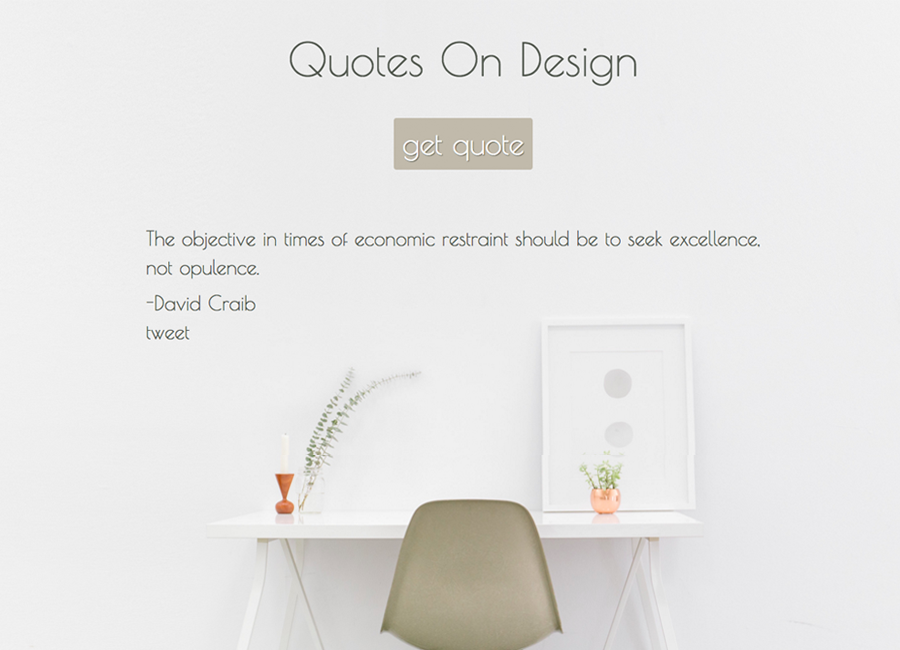 Quotes On Design
get quote
The objective in times of economic restraint should be to seek excellence,
not opulence.
-David Craib
tweet